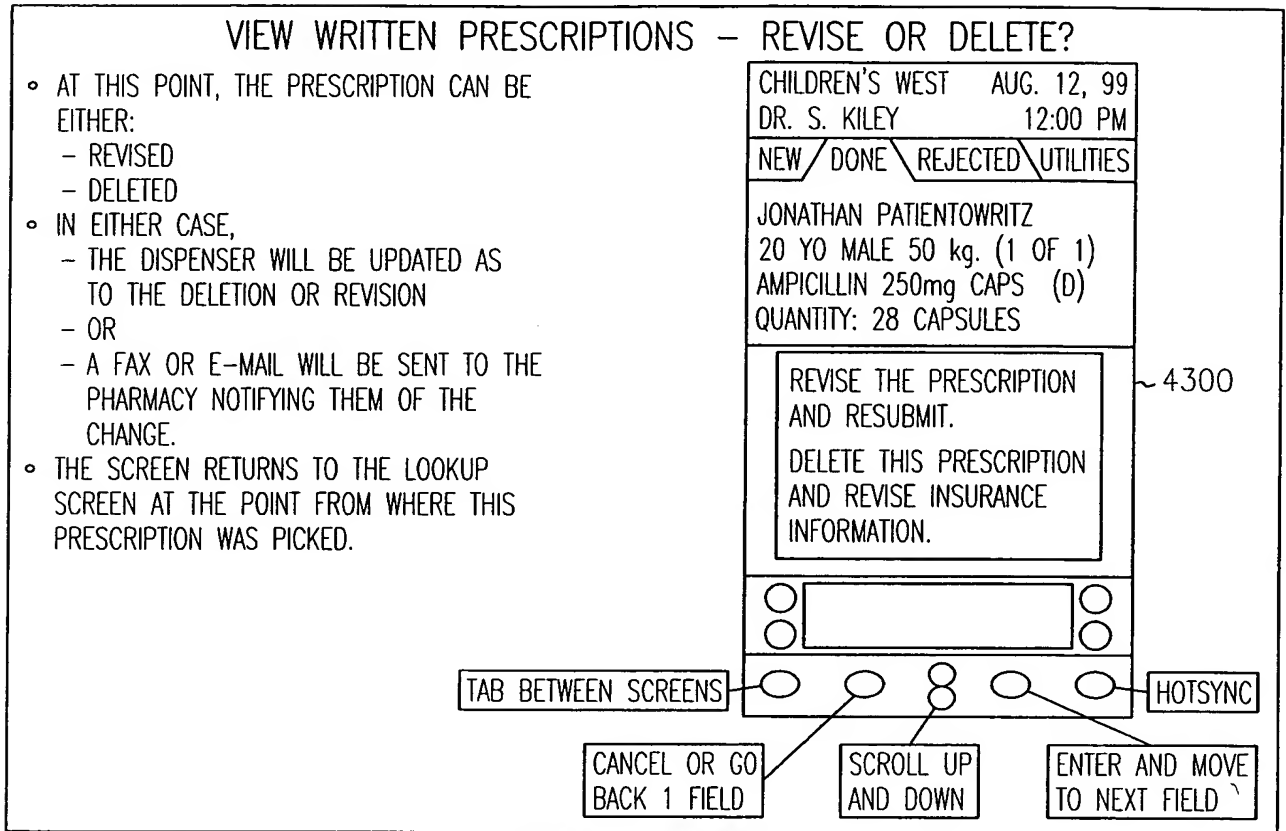 VIEW WRITTEN PRESCRIPTIONS – REVISE OR DELETE?
∘ AT THIS POINT, THE PRESCRIPTION CAN BE
EITHER:
– REVISED
– DELETED
∘ IN EITHER CASE,
– THE DISPENSER WILL BE UPDATED AS
TO THE DELETION OR REVISION
– OR
– A FAX OR E-MAIL WILL BE SENT TO THE
PHARMACY NOTIFYING THEM OF THE
CHANGE.
∘ THE SCREEN RETURNS TO THE LOOKUP
SCREEN AT THE POINT FROM WHERE THIS
PRESCRIPTION WAS PICKED.
CHILDREN'S WEST AUG. 12, 99
DR. S. KILEY 12:00 PM
NEW DONE REJECTED UTILITIES
JONATHAN PATIENTOWRITZ
20 YO MALE 50 kg. (1 OF 1)
AMPICILLIN 250mg CAPS (D)
QUANTITY: 28 CAPSULES
REVISE THE PRESCRIPTION
AND RESUBMIT.
DELETE THIS PRESCRIPTION
AND REVISE INSURANCE
INFORMATION.
4300
TAB BETWEEN SCREENS
HOTSYNC
CANCEL OR GO
BACK 1 FIELD
SCROLL UP
AND DOWN
ENTER AND MOVE
TO NEXT FIELD